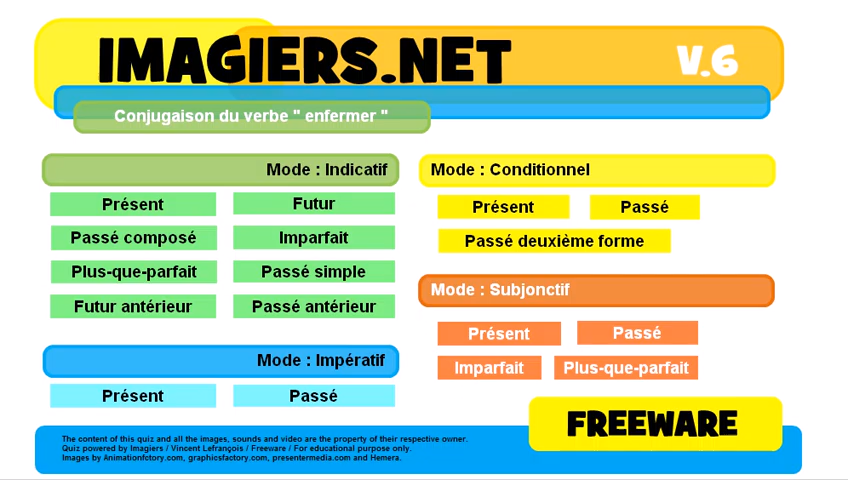 IMAGIERS.NET
V.6
Conjugaison du verbe " enfermer "
Mode : Indicatif
Présent
Futur
Passé composé
Imparfait
Plus-que-parfait
Passé simple
Futur antérieur
Passé antérieur
Mode : Impératif
Présent
Passé
Mode : Conditionnel
Présent
Passé
Passé deuxième forme
Mode : Subjonctif
Présent
Passé
Imparfait
Plus-que-parfait
FREEWARE
The content of this quiz and all the images, sounds and video are the property of their respective owner.
Quiz powered by Imagiers / Vincent Lefrançois / Freeware / For educational purpose only.
Images by Animationfctory.com, graphicsfactory.com, presentermedia.com and Hemera.